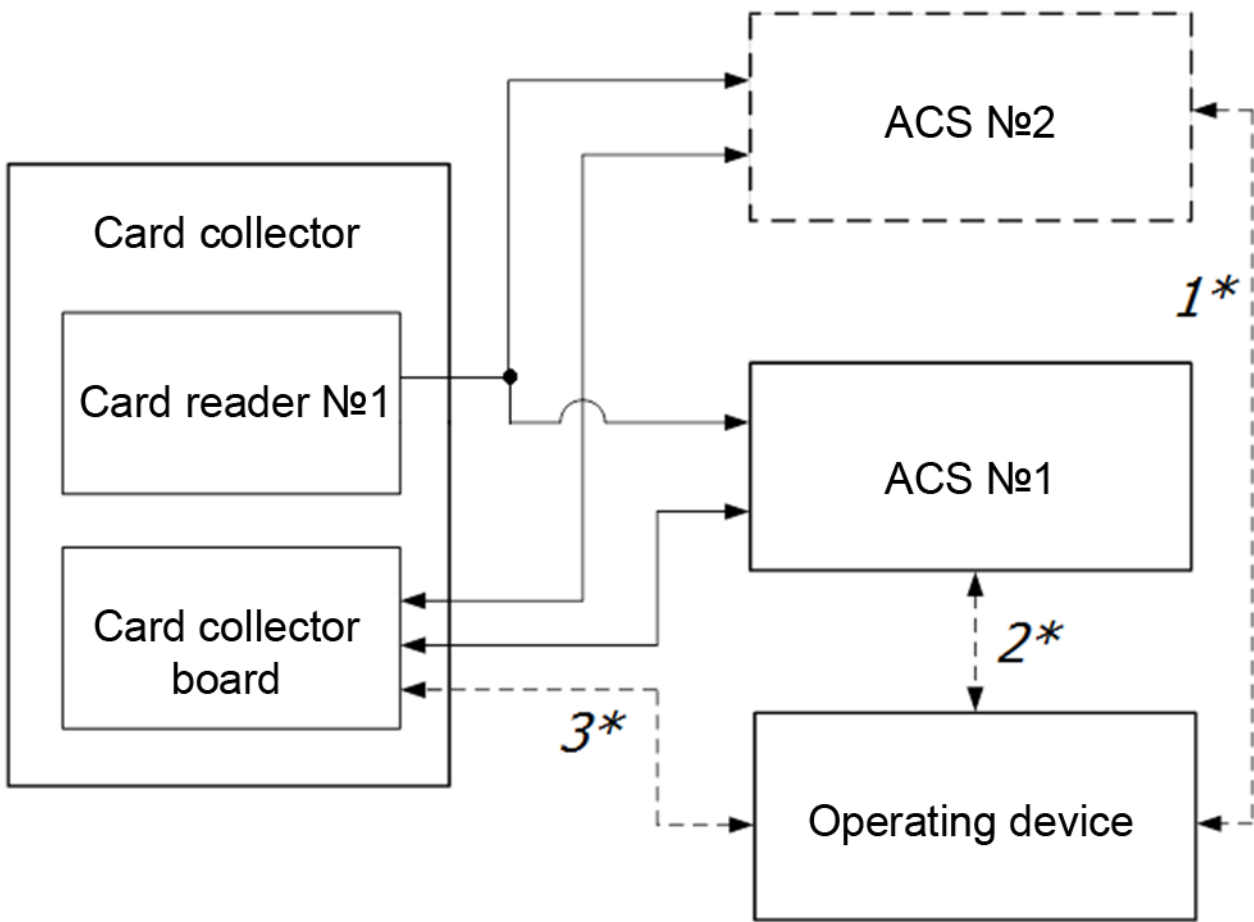 ACS №2
Card collector
1*
Card reader №1
ACS №1
Card collector
board
2*
3*
Operating device